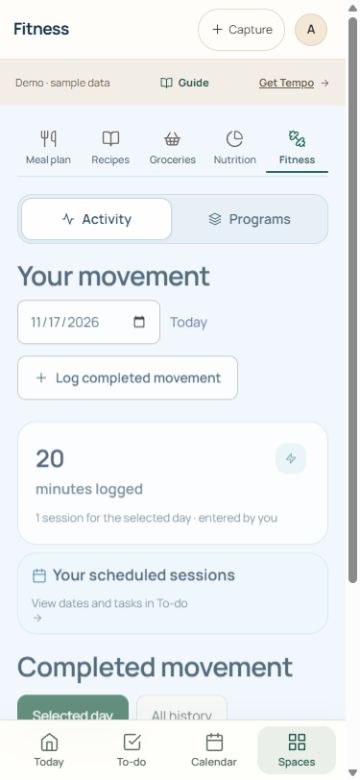 Fitness
+ Capture
A
Demo · sample data
Guide
Get Tempo →
Meal plan
Recipes
Groceries
Nutrition
Fitness
Activity
Programs
Your movement
11/17/2026
Today
+ Log completed movement
20
minutes logged
1 session for the selected day · entered by you
Your scheduled sessions
View dates and tasks in To-do
→
Completed movement
Selected day
All history
Today
To-do
Calendar
Spaces